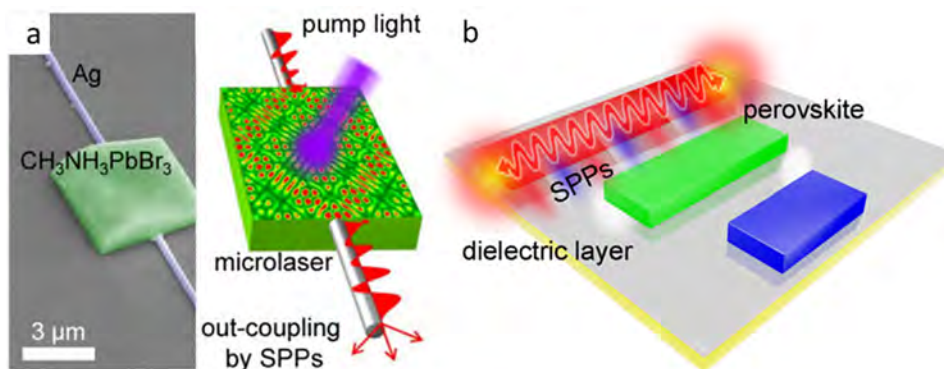 a
Ag
CH₃NH₃PbBr₃
3 μm
pump light
microlaser
out-coupling
by SPPs
b
perovskite
SPPs
dielectric layer